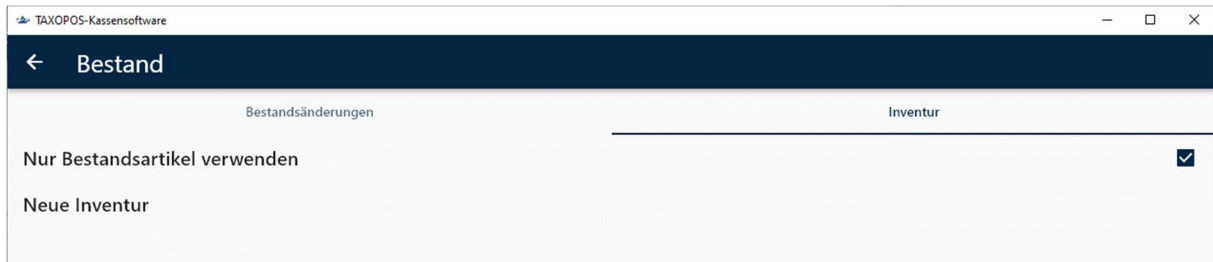 TAXOPOS-Kassensoftware
Bestand
Bestandsänderungen
Inventur
Nur Bestandsartikel verwenden
Neue Inventur